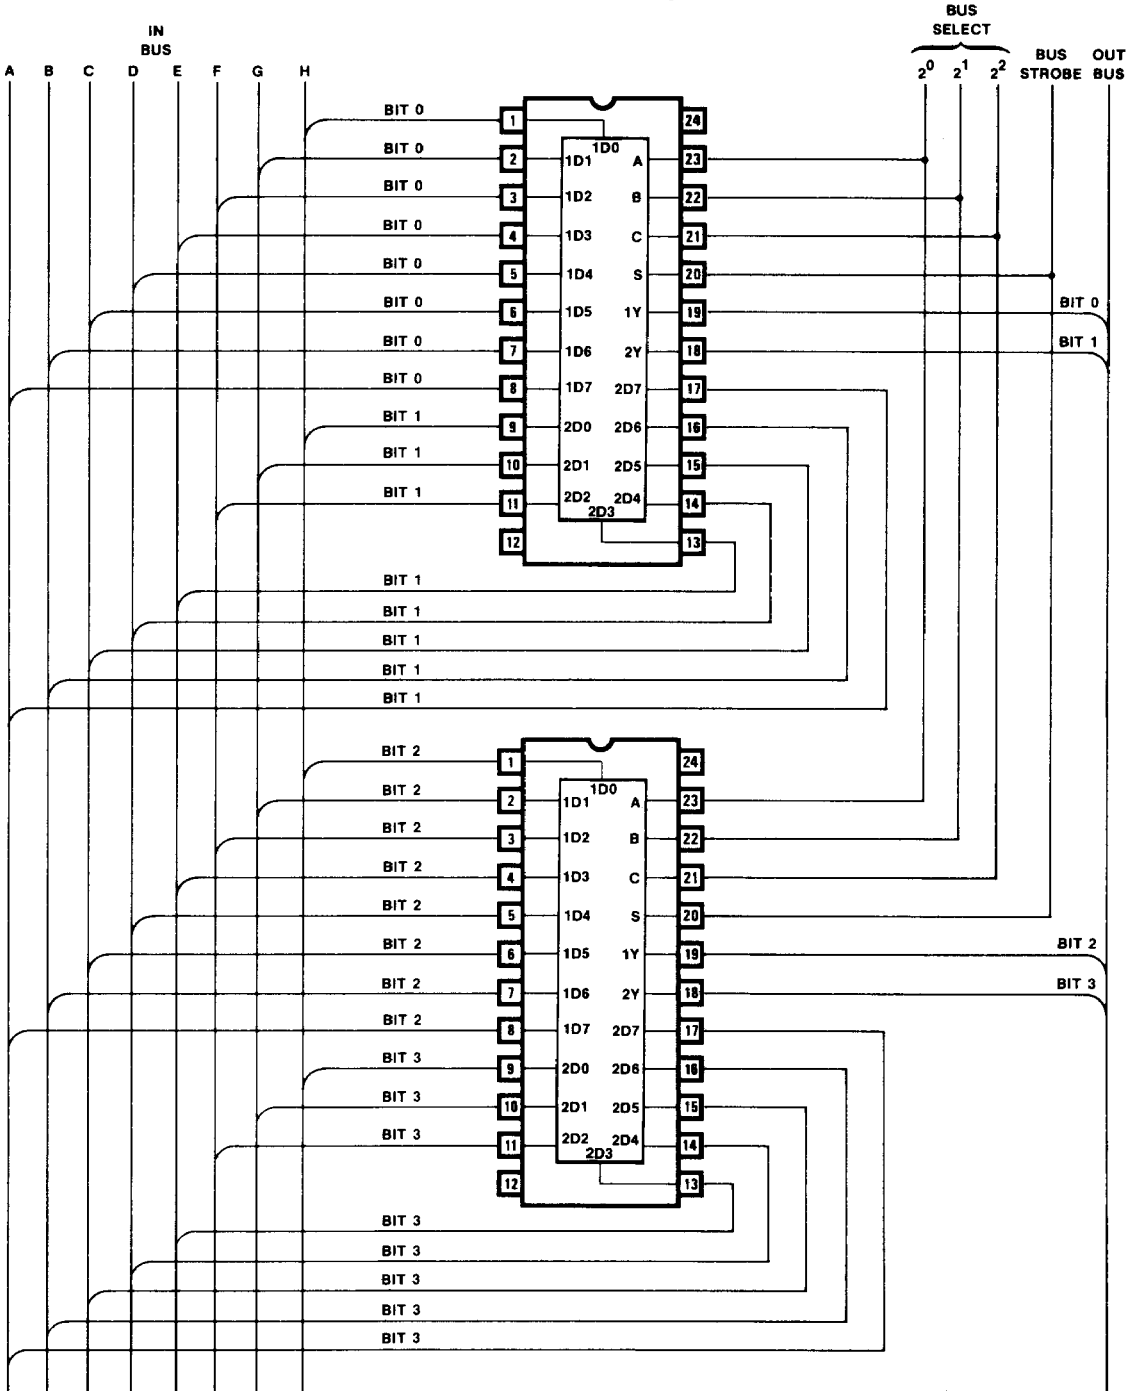 IN
BUS
A B C D E F G H
BUS
SELECT
2⁰ 2¹ 2²
BUS
STROBE
OUT
BUS
BIT 0 1 1D0 24
BIT 0 2 1D1 A 23
BIT 0 3 1D2 B 22
BIT 0 4 1D3 C 21
BIT 0 5 1D4 S 20
BIT 0 6 1D5 1Y 19 BIT 0
BIT 0 7 1D6 2Y 18 BIT 1
BIT 0 8 1D7 2D7 17
BIT 1 9 2D0 2D6 16
BIT 1 10 2D1 2D5 15
BIT 1 11 2D2 2D4 14
2D3
12 13
BIT 1
BIT 1
BIT 1
BIT 1
BIT 1
BIT 2 1 1D0 24
BIT 2 2 1D1 A 23
BIT 2 3 1D2 B 22
BIT 2 4 1D3 C 21
BIT 2 5 1D4 S 20
BIT 2 6 1D5 1Y 19 BIT 2
BIT 2 7 1D6 2Y 18 BIT 3
BIT 2 8 1D7 2D7 17
BIT 3 9 2D0 2D6 16
BIT 3 10 2D1 2D5 15
BIT 3 11 2D2 2D4 14
2D3
12 13
BIT 3
BIT 3
BIT 3
BIT 3
BIT 3